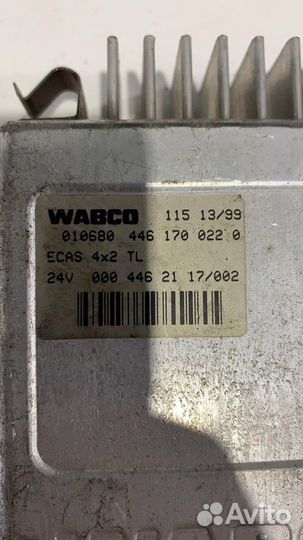 WABCO 115 13/99
010680 446 170 022 0
ECAS 4x2 TL
24V 000 446 21 17/002
Avito